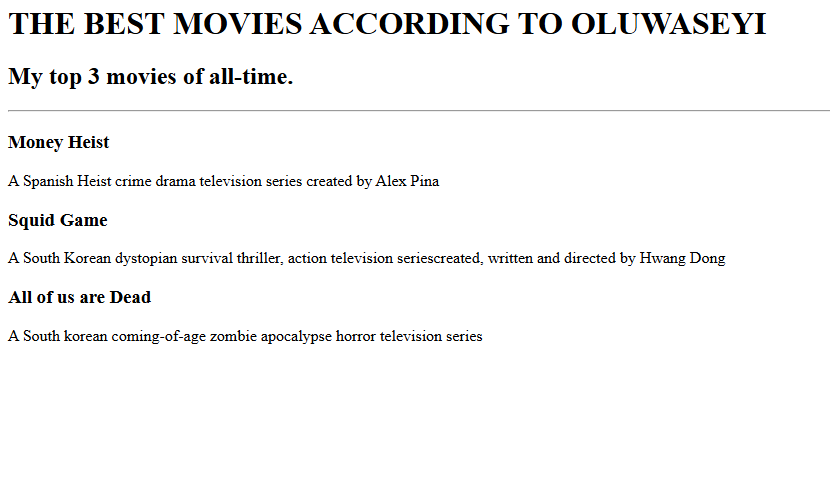 THE BEST MOVIES ACCORDING TO OLUWASEYI
My top 3 movies of all-time.
Money Heist
A Spanish Heist crime drama television series created by Alex Pina
Squid Game
A South Korean dystopian survival thriller, action television seriescreated, written and directed by Hwang Dong
All of us are Dead
A South korean coming-of-age zombie apocalypse horror television series